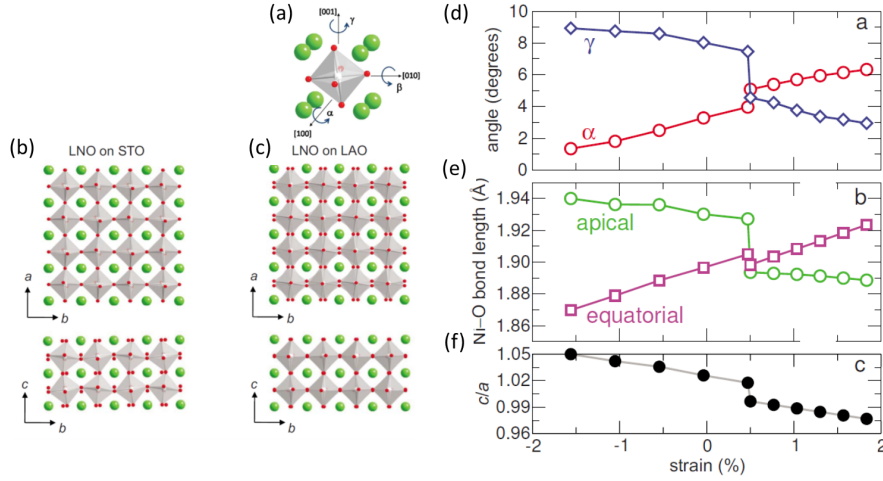 (a)
[001]
γ
[010]
β
α
[100]
(b)
LNO on STO
a
b
c
b
(c)
LNO on LAO
a
b
c
b
(d)
a
10
8
6
4
2
0
angle (degrees)
γ
α
(e)
b
1.94
1.92
1.90
1.88
1.86
Ni–O bond length (Å)
apical
equatorial
(f)
c
1.05
1.02
0.99
0.96
c/a
-2
-1
0
1
2
strain (%)